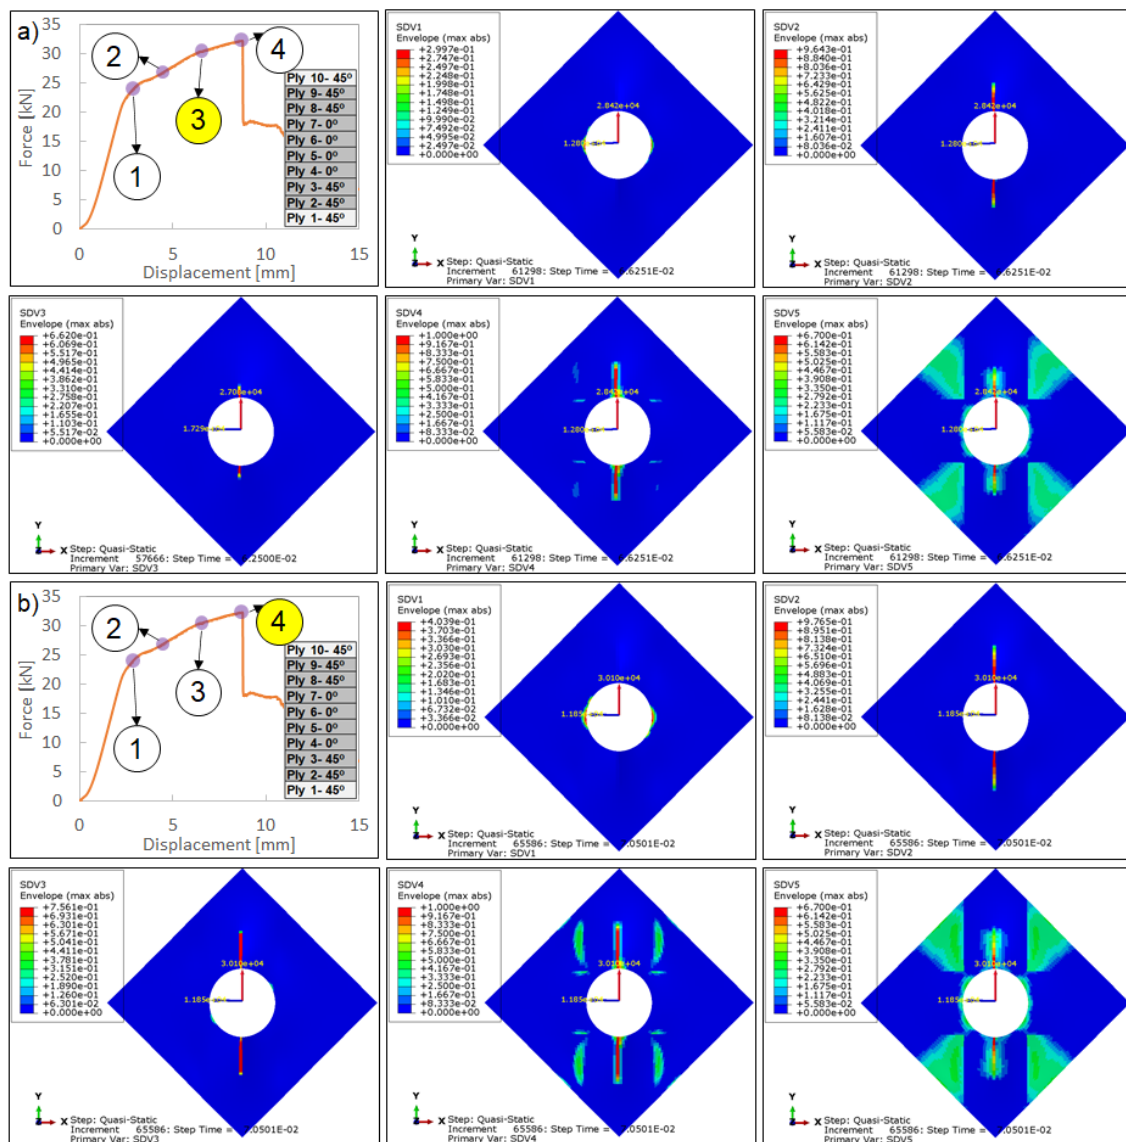 a)
35
30
25
20
15
10
5
0
Force [kN]
0 5 10 15
Displacement [mm]
1
2
3
4
Ply 10- 45º
Ply 9- 45º
Ply 8- 45º
Ply 7- 0º
Ply 6- 0º
Ply 5- 0º
Ply 4- 0º
Ply 3- 45º
Ply 2- 45º
Ply 1- 45º
SDV1
Envelope (max abs)
+2.997e-01
+2.747e-01
+2.497e-01
+2.248e-01
+1.998e-01
+1.748e-01
+1.498e-01
+1.249e-01
+9.990e-02
+7.492e-02
+4.995e-02
+2.497e-02
+0.000e+00
2.842e+04
Y
X
Step: Quasi-Static
Increment 61298: Step Time =
Primary Var: SDV1
SDV2
Envelope (max abs)
+9.643e-01
+8.840e-01
+8.036e-01
+7.233e-01
+6.429e-01
+5.625e-01
+4.822e-01
+4.018e-01
+3.214e-01
+2.411e-01
+1.607e-01
+8.036e-02
+0.000e+00
2.842e+04
Y
X
Step: Quasi-Static
Increment 61298: Step Time =
Primary Var: SDV2
SDV3
Envelope (max abs)
+6.620e-01
+6.069e-01
+5.517e-01
+4.965e-01
+4.414e-01
+3.862e-01
+3.310e-01
+2.758e-01
+2.207e-01
+1.655e-01
+1.103e-01
+5.517e-02
+0.000e+00
Y
X
Step: Quasi-Static
Increment 57666: Step Time =
Primary Var: SDV3
SDV4
Envelope (max abs)
+1.000e+00
+9.167e-01
+8.333e-01
+7.500e-01
+6.667e-01
+5.833e-01
+5.000e-01
+4.167e-01
+3.333e-01
+2.500e-01
+1.667e-01
+8.333e-02
+0.000e+00
2.842e+04
Y
X
Step: Quasi-Static
Increment 61298: Step Time =
Primary Var: SDV4
SDV5
Envelope (max abs)
+6.700e-01
+6.142e-01
+5.583e-01
+5.025e-01
+4.467e-01
+3.908e-01
+3.350e-01
+2.792e-01
+2.233e-01
+1.675e-01
+1.117e-01
+5.583e-02
+0.000e+00
2.842e+04
Y
X
Step: Quasi-Static
Increment 61298: Step Time =
Primary Var: SDV5
b)
35
30
25
20
15
10
5
0
Force [kN]
0 5 10 15
Displacement [mm]
1
2
3
4
Ply 10- 45º
Ply 9- 45º
Ply 8- 45º
Ply 7- 0º
Ply 6- 0º
Ply 5- 0º
Ply 4- 0º
Ply 3- 45º
Ply 2- 45º
Ply 1- 45º
SDV1
Envelope (max abs)
+4.039e-01
+3.703e-01
+3.366e-01
+3.030e-01
+2.693e-01
+2.356e-01
+2.020e-01
+1.683e-01
+1.346e-01
+1.010e-01
+6.732e-02
+3.366e-02
+0.000e+00
3.010e+04
Y
X
Step: Quasi-Static
Increment 65586: Step Time =
Primary Var: SDV1
SDV2
Envelope (max abs)
+9.765e-01
+8.951e-01
+8.138e-01
+7.324e-01
+6.510e-01
+5.696e-01
+4.883e-01
+4.069e-01
+3.255e-01
+2.441e-01
+1.628e-01
+8.138e-02
+0.000e+00
3.010e+04
Y
X
Step: Quasi-Static
Increment 65586: Step Time =
Primary Var: SDV2
SDV3
Envelope (max abs)
+7.561e-01
+6.931e-01
+6.301e-01
+5.671e-01
+5.041e-01
+4.411e-01
+3.781e-01
+3.151e-01
+2.520e-01
+1.890e-01
+1.260e-01
+6.301e-02
+0.000e+00
3.010e+04
Y
X
Step: Quasi-Static
Increment 65586: Step Time =
Primary Var: SDV3
SDV4
Envelope (max abs)
+1.000e+00
+9.167e-01
+8.333e-01
+7.500e-01
+6.667e-01
+5.833e-01
+5.000e-01
+4.167e-01
+3.333e-01
+2.500e-01
+1.667e-01
+8.333e-02
+0.000e+00
3.010e+04
Y
X
Step: Quasi-Static
Increment 65586: Step Time =
Primary Var: SDV4
SDV5
Envelope (max abs)
+6.700e-01
+6.142e-01
+5.583e-01
+5.025e-01
+4.467e-01
+3.908e-01
+3.350e-01
+2.792e-01
+2.233e-01
+1.675e-01
+1.117e-01
+5.583e-02
+0.000e+00
3.010e+04
Y
X
Step: Quasi-Static
Increment 65586: Step Time =
Primary Var: SDV5